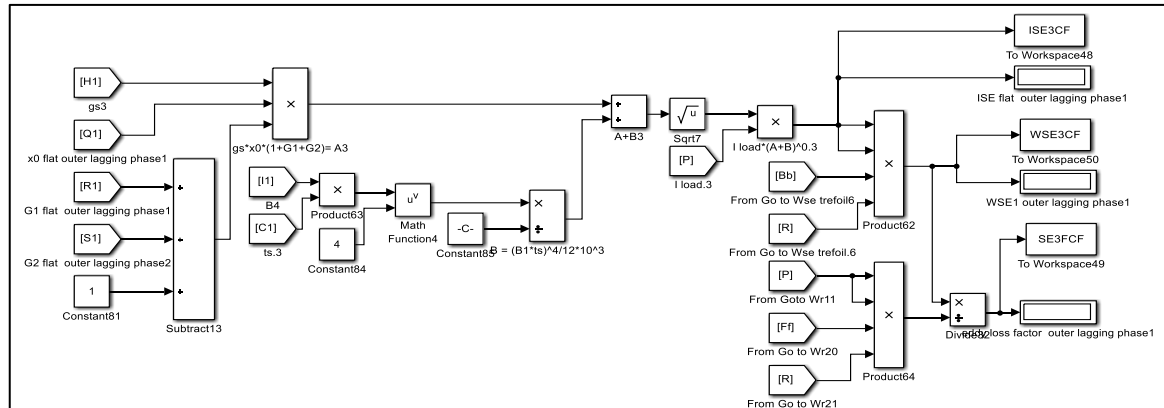 [H1]
gs3
[Q1]
x0 flat outer lagging phase1
[R1]
G1 flat outer lagging phase1
[S1]
G2 flat outer lagging phase2
1
Constant81
Subtract13
×
gs*x0*(1+G1+G2)= A3
[I1]
B4
[C1]
ts.3
×
Product63
4
Constant84
u^v
Math
Function4
-C-
Constant85
×
÷
B = (B1*ts)^4/12*10^3
+
+
A+B3
√u
Sqrt7
[P]
I load.3
×
I load*(A+B)^0.3
[Bb]
From Go to Wse trefoil6
[R]
From Go to Wse trefoil.6
×
Product62
[P]
From Goto Wr11
[Ff]
From Go to Wr20
[R]
From Go to Wr21
×
Product64
×
÷
Divide32
ISE3CF
To Workspace48
ISE flat outer lagging phase1
WSE3CF
To Workspace50
WSE1 outer lagging phase1
SE3FCF
To Workspace49
eddy loss factor outer lagging phase1